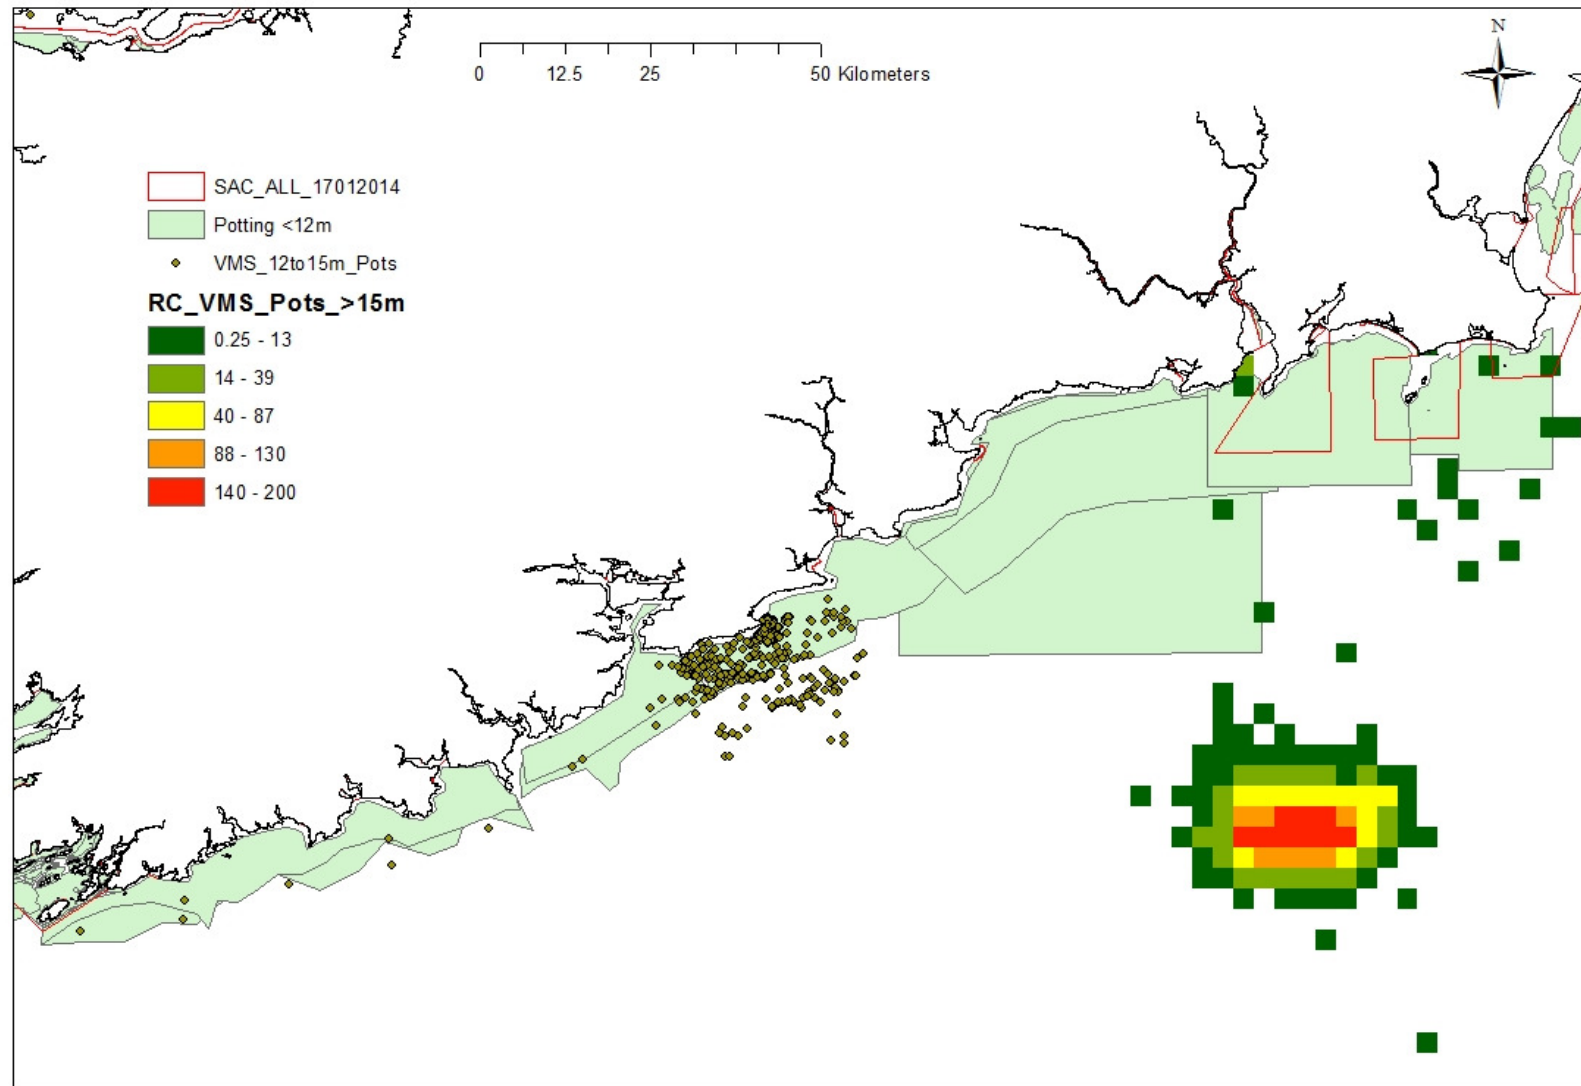 N
0 12.5 25 50 Kilometers
SAC_ALL_17012014
Potting <12m
VMS_12to15m_Pots
RC_VMS_Pots_>15m
0.25 - 13
14 - 39
40 - 87
88 - 130
140 - 200